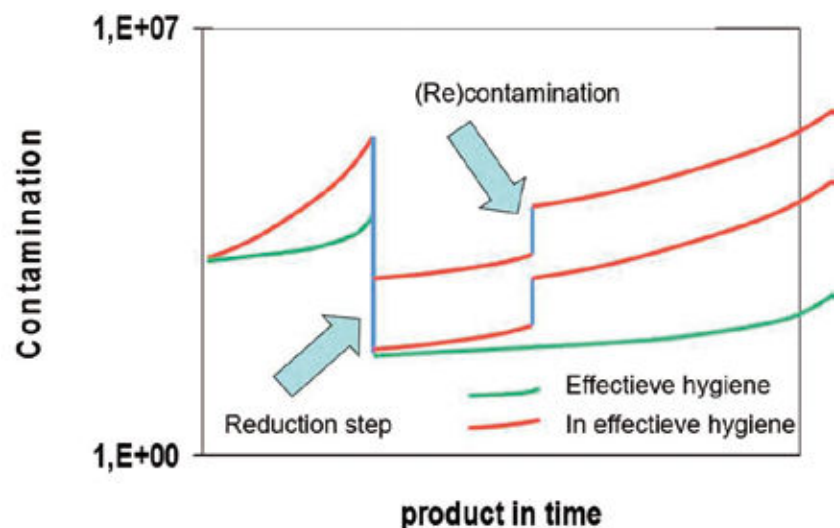 1,E+07
(Re)contamination
Contamination
Effectieve hygiene
Reduction step
In effectieve hygiene
1,E+00
product in time